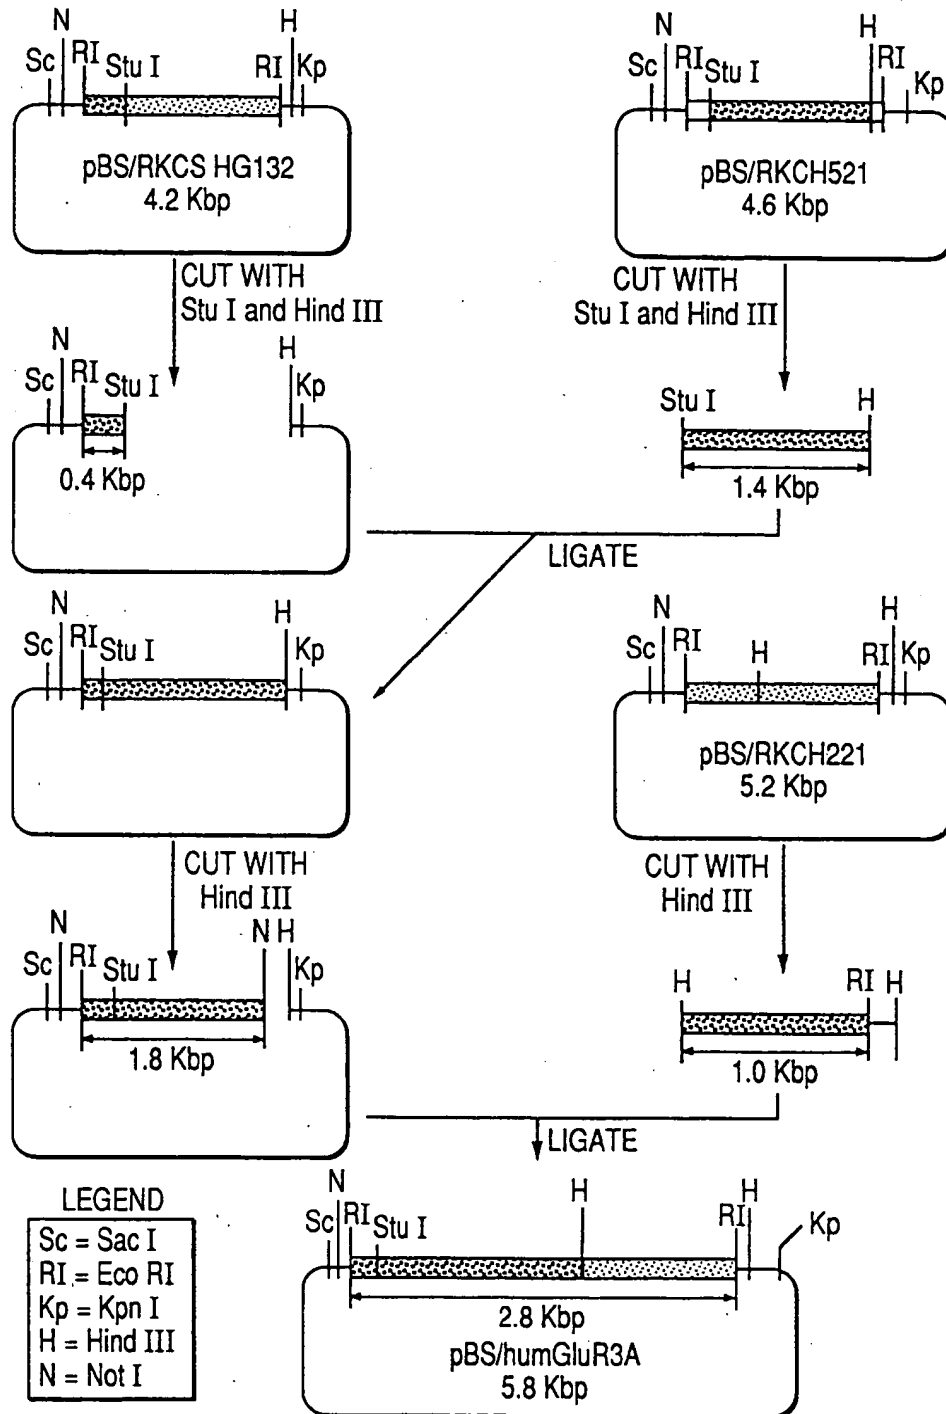 N
H
Sc
RI
Stu I
RI
Kp
pBS/RKCS HG132
4.2 Kbp
N
H
Sc
RI
Stu I
RI
Kp
pBS/RKCH521
4.6 Kbp
CUT WITH
Stu I and Hind III
CUT WITH
Stu I and Hind III
N
H
Sc
RI
Stu I
Kp
0.4 Kbp
Stu I
H
1.4 Kbp
LIGATE
N
H
Sc
RI
Stu I
Kp
N
H
Sc
RI
H
RI
Kp
pBS/RKCH221
5.2 Kbp
CUT WITH
Hind III
CUT WITH
Hind III
N
N H
Sc
RI
Stu I
Kp
1.8 Kbp
H
RI
H
1.0 Kbp
LIGATE
LEGEND
Sc = Sac I
RI = Eco RI
Kp = Kpn I
H = Hind III
N = Not I
N
H
H
Sc
RI
Stu I
RI
Kp
2.8 Kbp
pBS/humGluR3A
5.8 Kbp